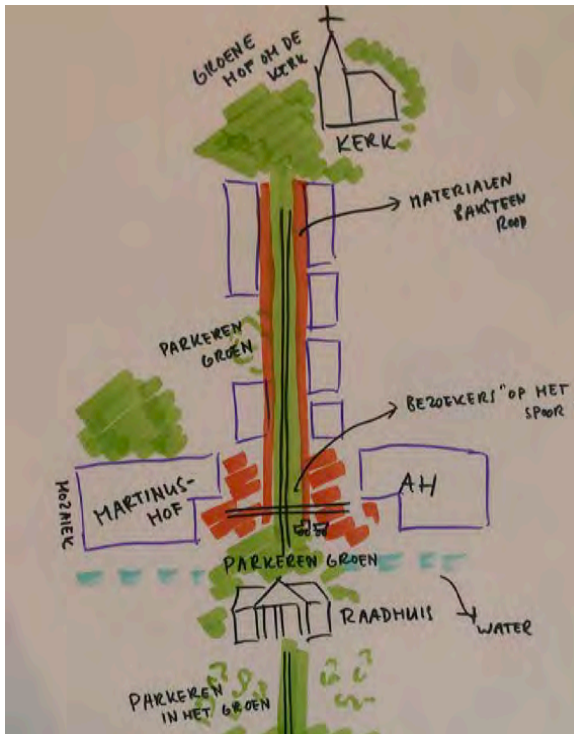 GROENE
HOF OM DE
KERK
KERK
MATERIALEN
BAKSTEEN
ROOD
PARKEREN
GROEN
BEZOEKERS "OP HET
SPOOR
MARTINUS-
HOF
MOZAIEK
AH
PARKEREN GROEN
RAADHUIS
WATER
PARKEREN
IN HET GROEN